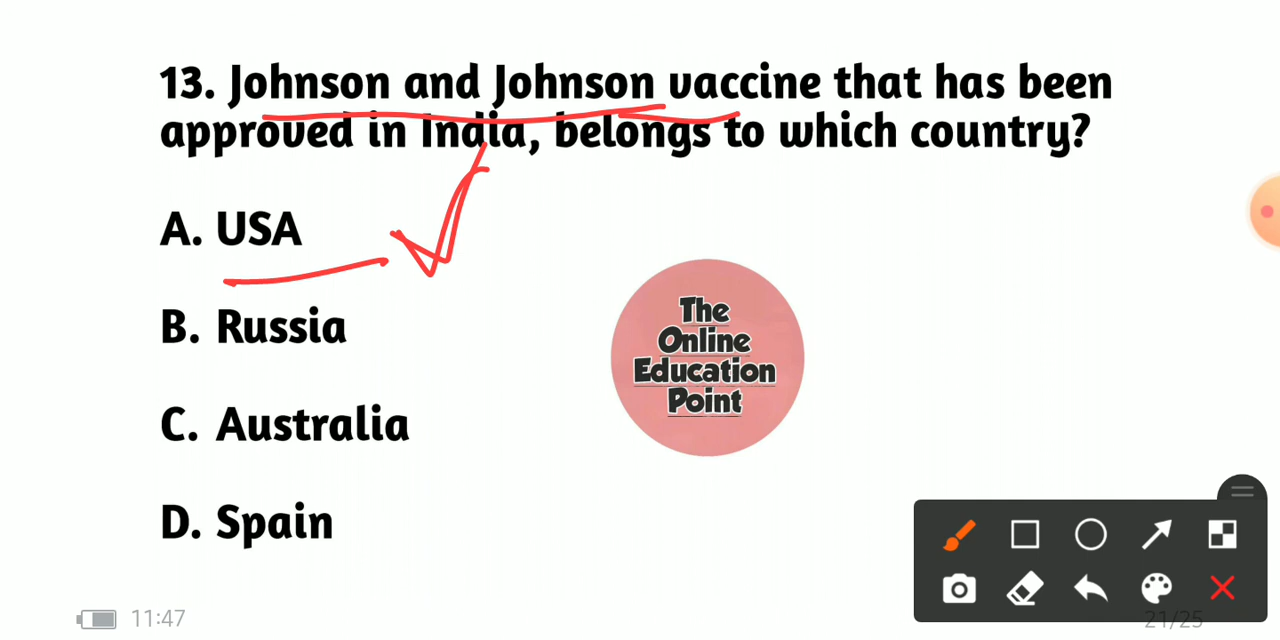 13. Johnson and Johnson vaccine that has been
approved in India, belongs to which country?
A. USA
B. Russia
C. Australia
D. Spain
The
Online
Education
Point
11:47
21/25